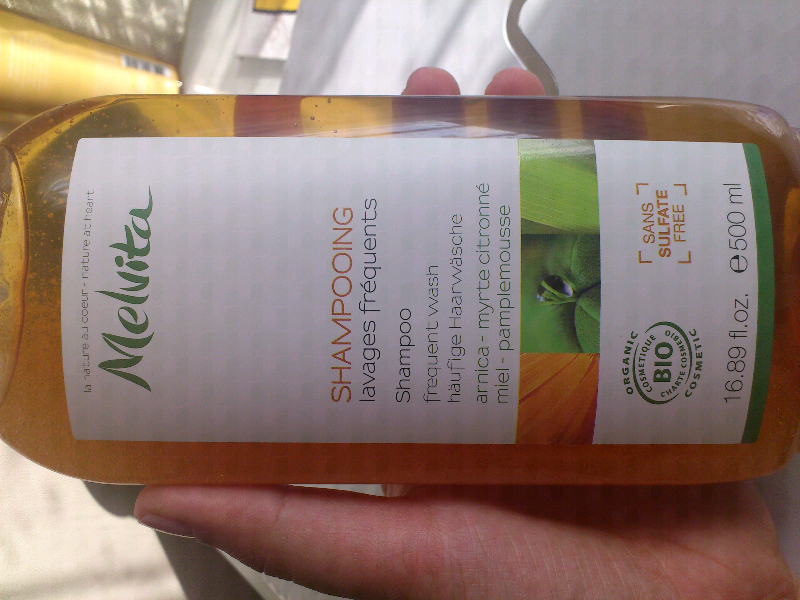 la nature au coeur - nature at heart
Melvita
SHAMPOOING
lavages fréquents
Shampoo
frequent wash
häufige Haarwäsche
arnica - myrte citronné
miel - pamplemousse
SANS
SULFATE
FREE
ORGANIC
COSMETIQUE
BIO
CHARTE COSMEBIO
COSMETIC
16.89 fl.oz. ℮500 ml